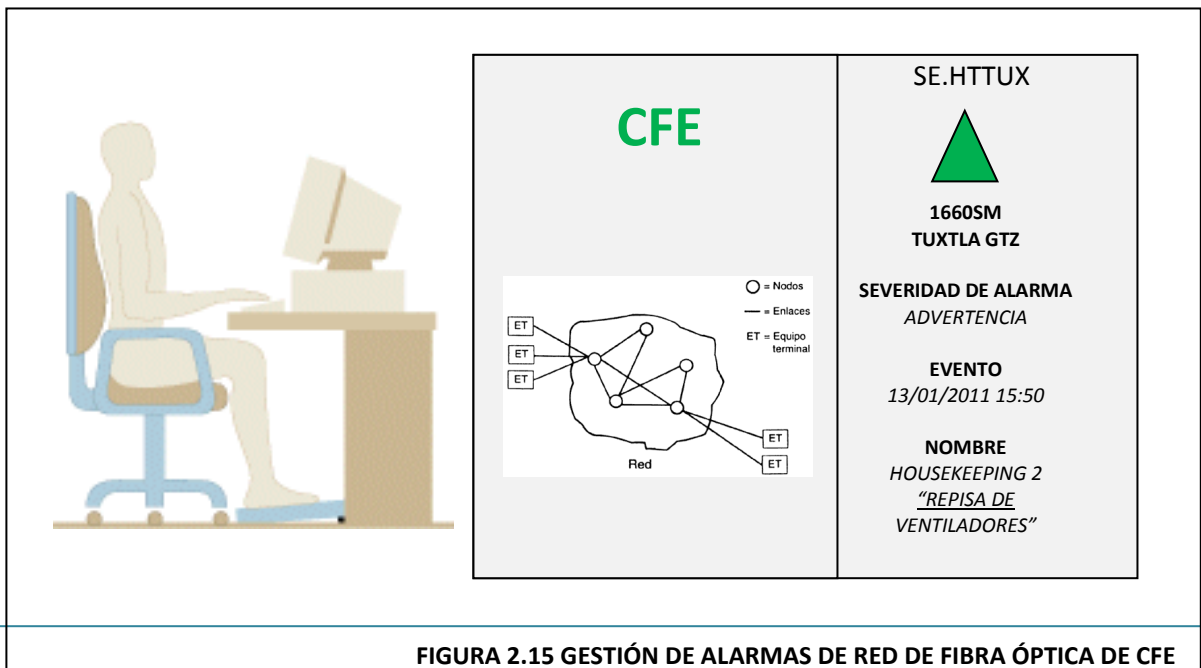 CFE
= Nodos
= Enlaces
ET = Equipo
terminal
ET
ET
ET
ET
ET
Red
SE.HTTUX
1660SM
TUXTLA GTZ
SEVERIDAD DE ALARMA
ADVERTENCIA
EVENTO
13/01/2011 15:50
NOMBRE
HOUSEKEEPING 2
“REPISA DE
VENTILADORES”
FIGURA 2.15 GESTIÓN DE ALARMAS DE RED DE FIBRA ÓPTICA DE CFE